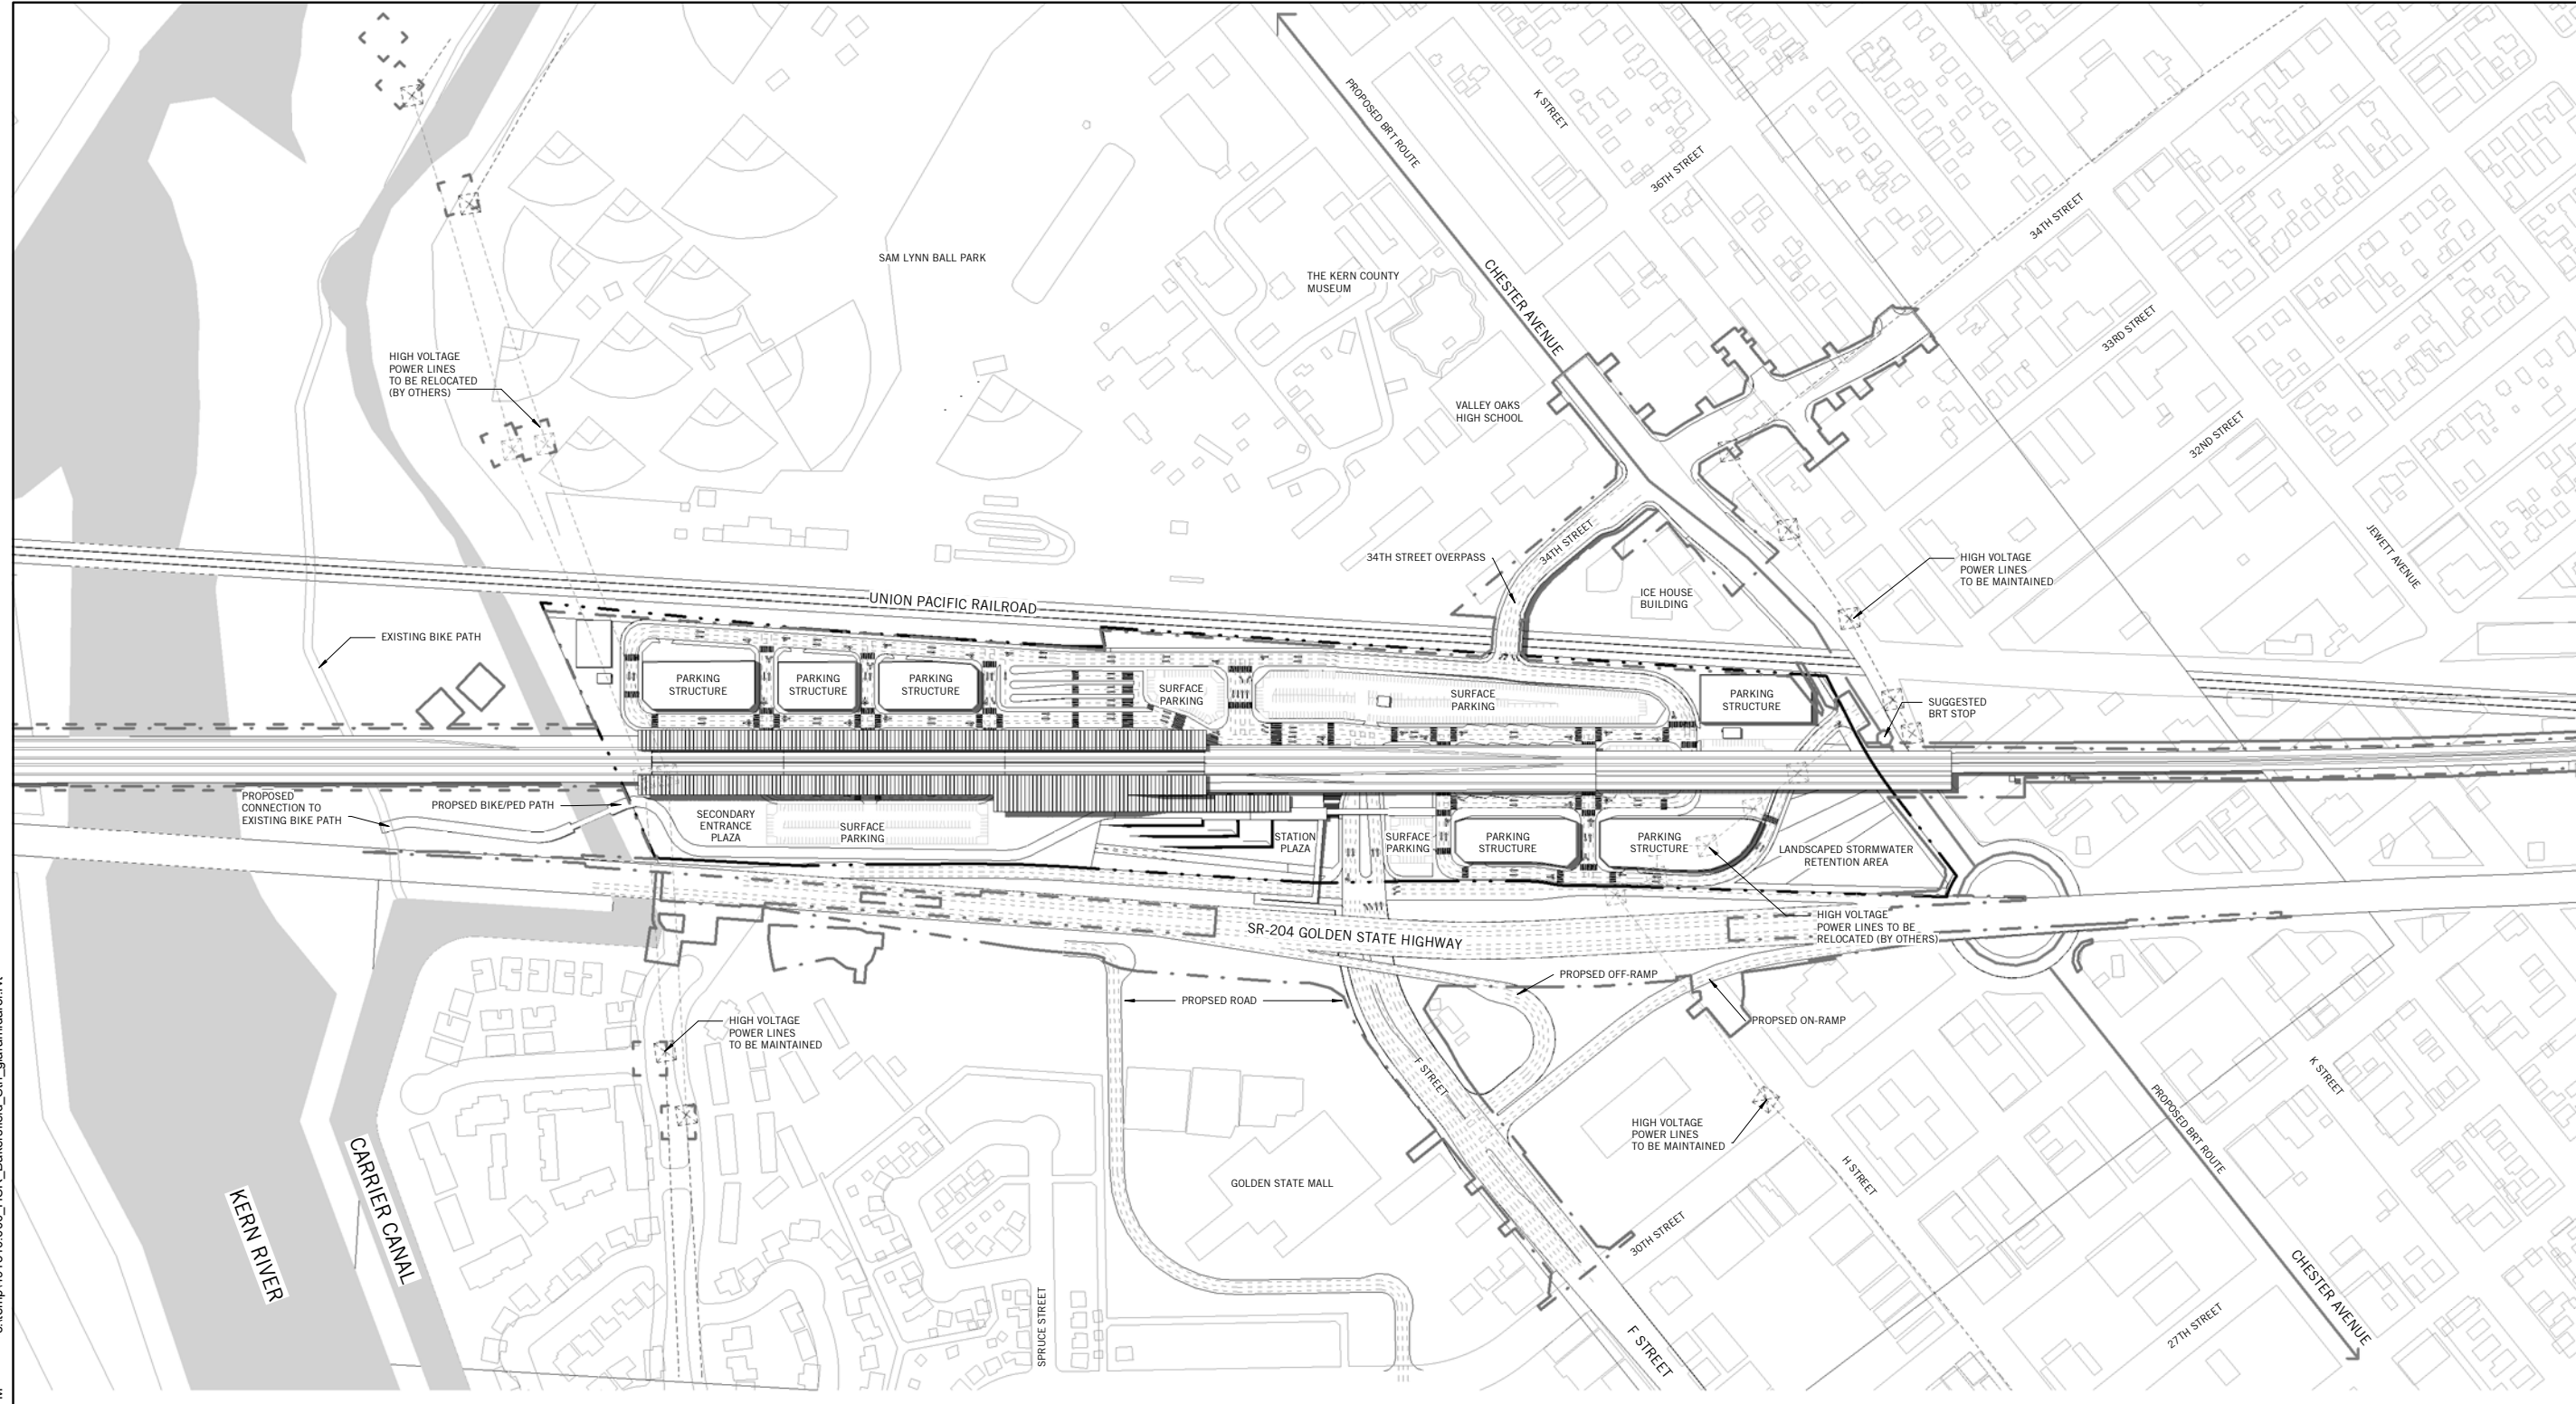 PROPOSED BRT ROUTE
K STREET
36TH STREET
34TH STREET
SAM LYNN BALL PARK
THE KERN COUNTY
MUSEUM
CHESTER AVENUE
33RD STREET
HIGH VOLTAGE
POWER LINES
TO BE RELOCATED
(BY OTHERS)
VALLEY OAKS
HIGH SCHOOL
32ND STREET
JEWETT AVENUE
34TH STREET OVERPASS
34TH STREET
HIGH VOLTAGE
POWER LINES
TO BE MAINTAINED
ICE HOUSE
BUILDING
UNION PACIFIC RAILROAD
EXISTING BIKE PATH
PARKING
STRUCTURE
PARKING
STRUCTURE
PARKING
STRUCTURE
SURFACE
PARKING
SURFACE
PARKING
PARKING
STRUCTURE
SUGGESTED
BRT STOP
PROPOSED
CONNECTION TO
EXISTING BIKE PATH
PROPSED BIKE/PED PATH
SECONDARY
ENTRANCE
PLAZA
SURFACE
PARKING
STATION
PLAZA
SURFACE
PARKING
PARKING
STRUCTURE
PARKING
STRUCTURE
LANDSCAPED STORMWATER
RETENTION AREA
HIGH VOLTAGE
POWER LINES TO BE
RELOCATED (BY OTHERS)
SR-204 GOLDEN STATE HIGHWAY
PROPSED OFF-RAMP
PROPSED ROAD
PROPSED ON-RAMP
HIGH VOLTAGE
POWER LINES
TO BE MAINTAINED
F STREET
K STREET
PROPOSED BRT ROUTE
HIGH VOLTAGE
POWER LINES
TO BE MAINTAINED
H STREET
CARRIER CANAL
KERN RIVER
GOLDEN STATE MALL
30TH STREET
SPRUCE STREET
CHESTER AVENUE
27TH STREET
F STREET